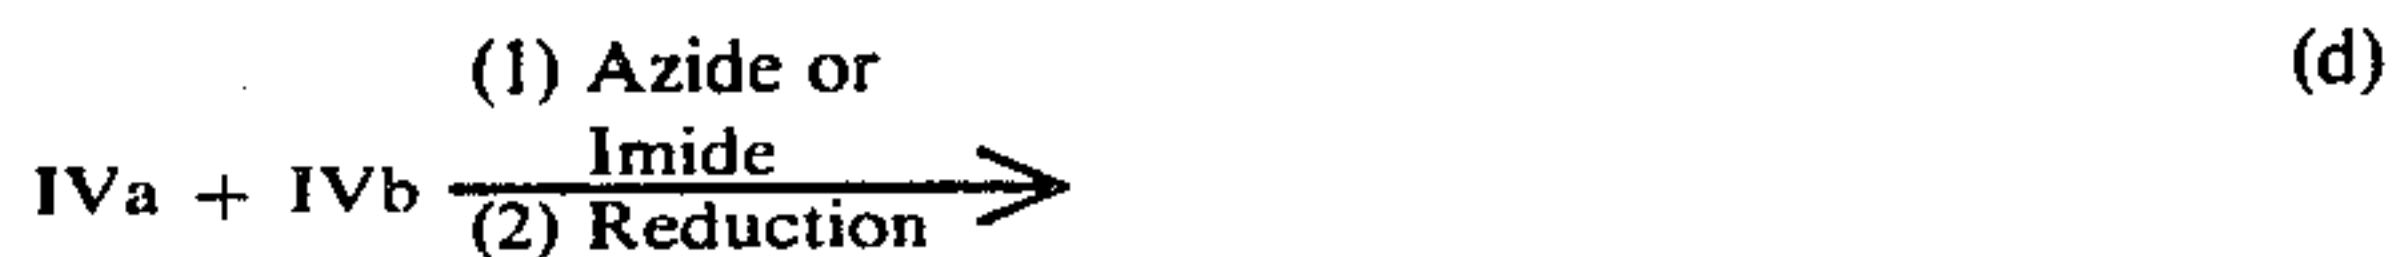 (1) Azide or (d)
Imide
IVa + IVb
(2) Reduction